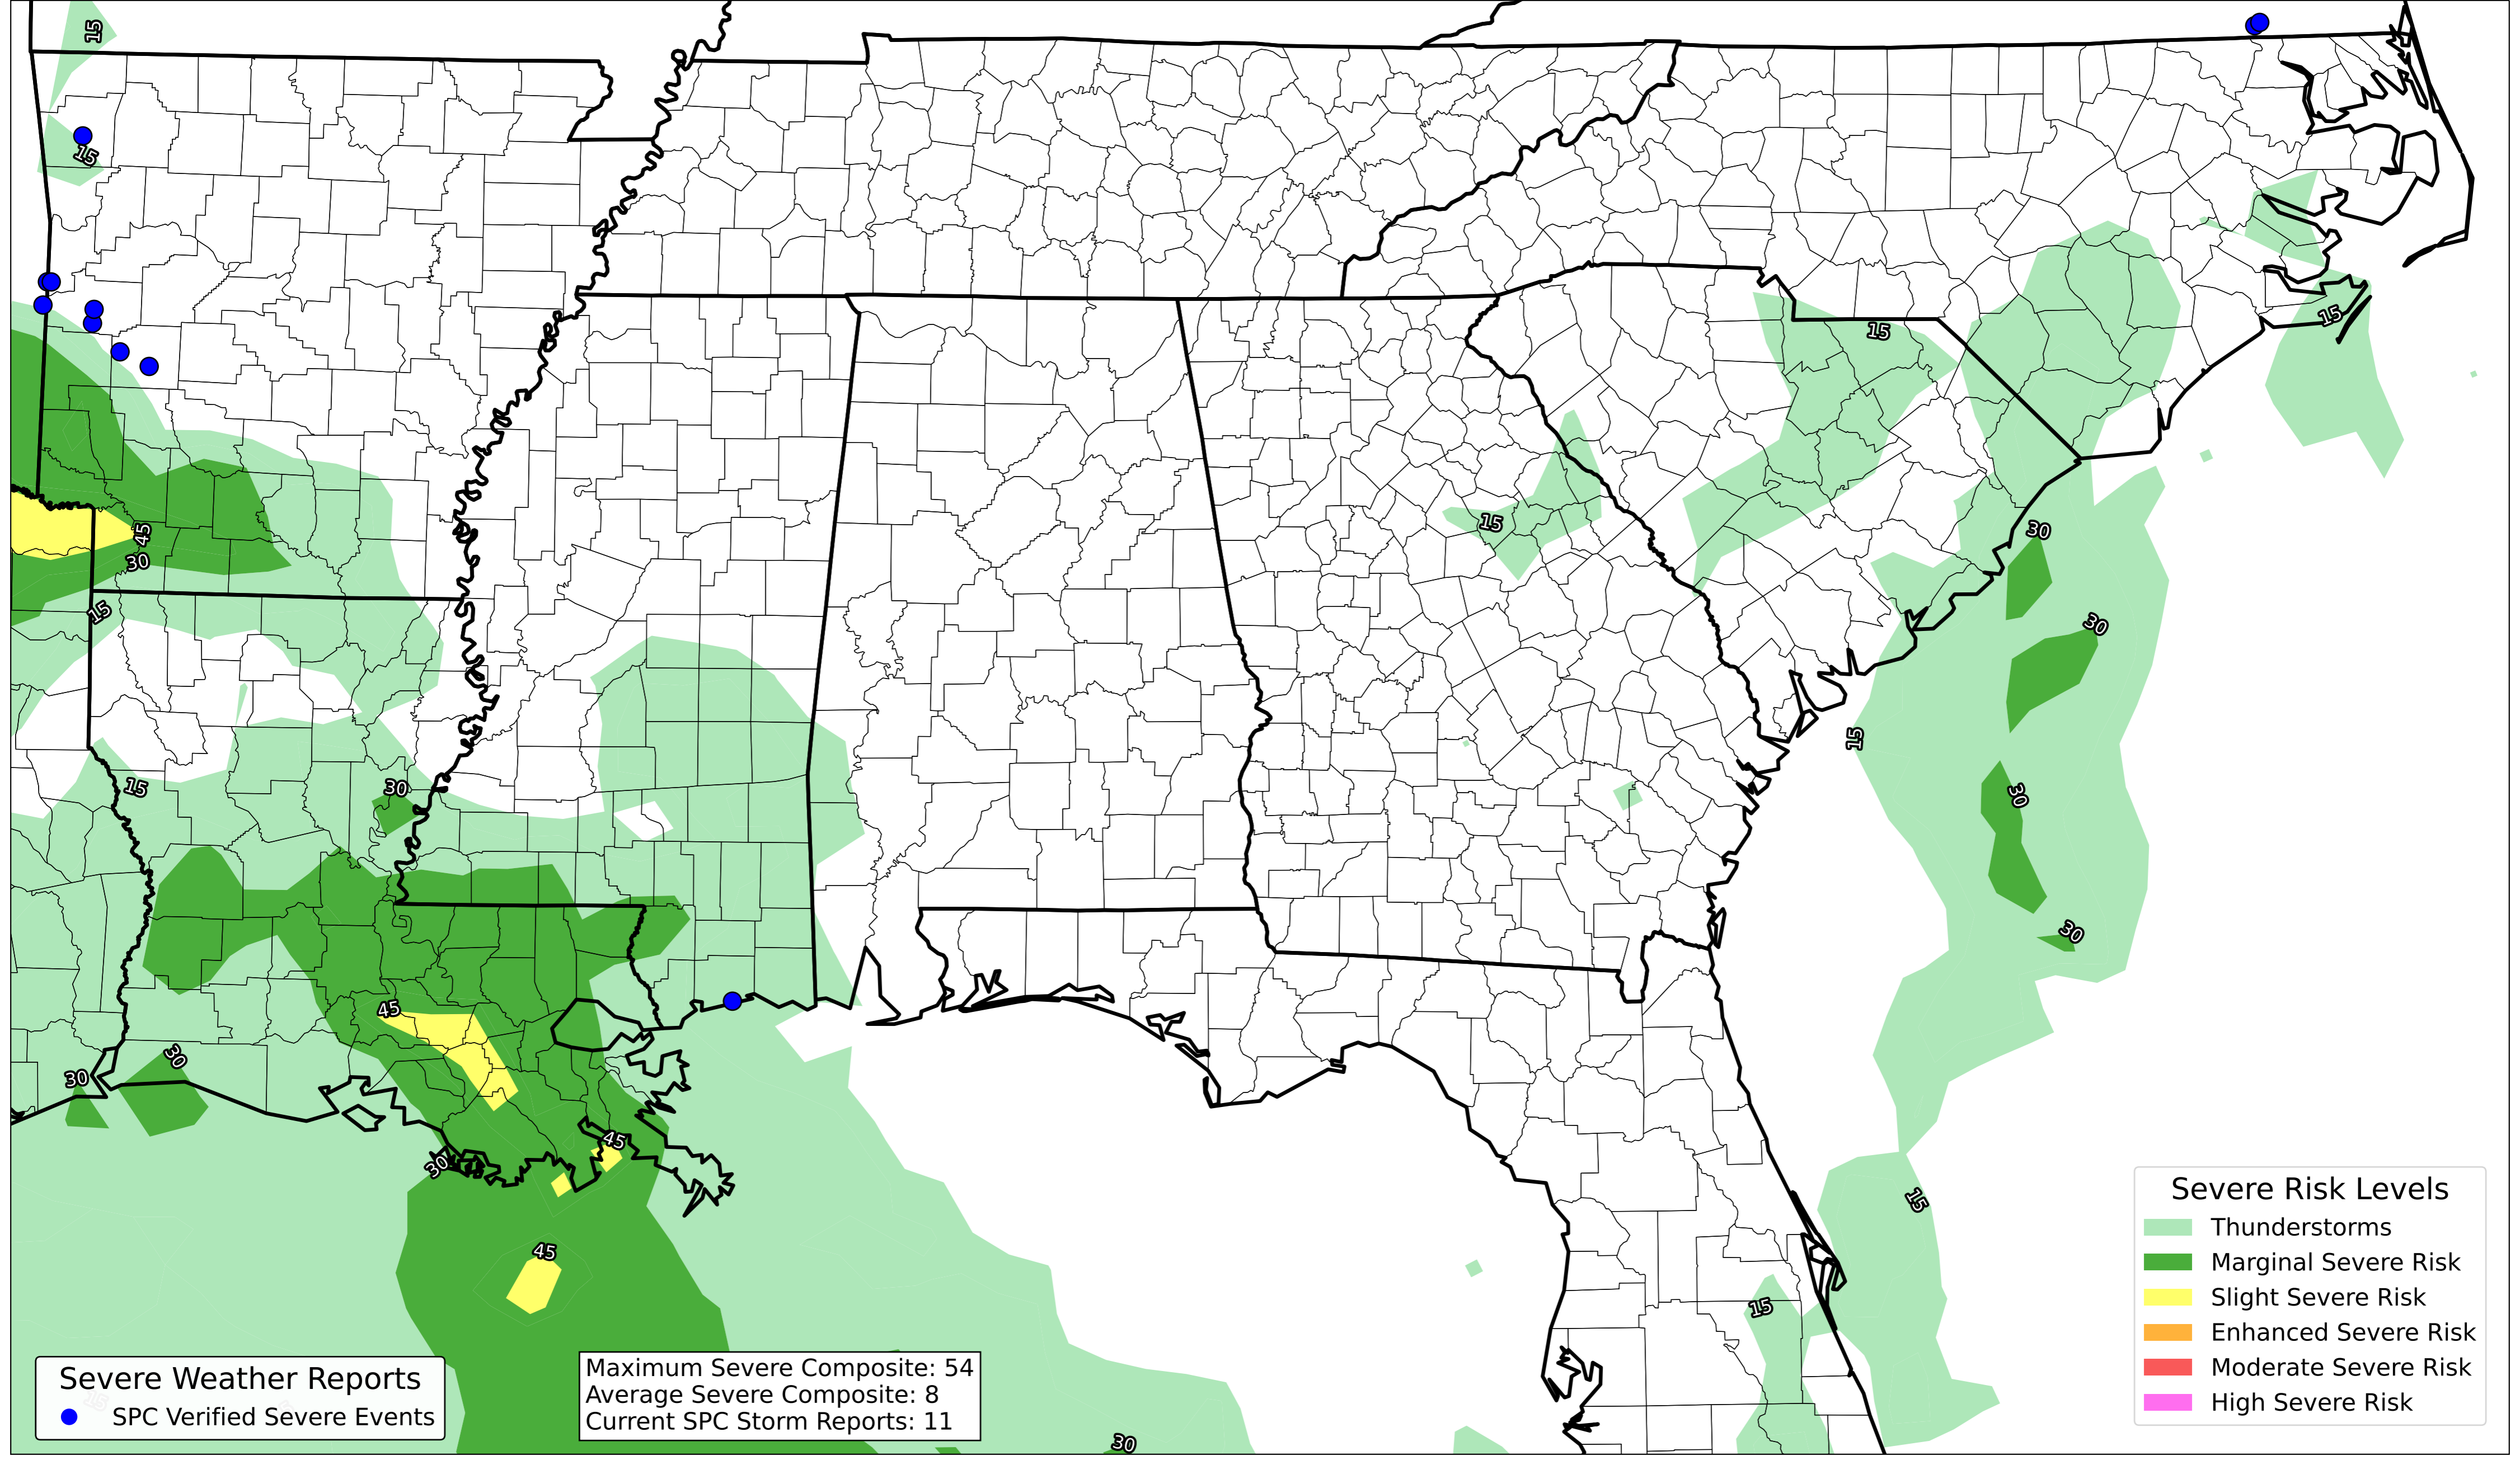 15
15
15
15
15
30
30
45
30
15
30
15
15
30
30
45
30
30
45
30
15
45
15
30
Severe Risk Levels
Thunderstorms
Marginal Severe Risk
Slight Severe Risk
Enhanced Severe Risk
Moderate Severe Risk
High Severe Risk
Severe Weather Reports
SPC Verified Severe Events
Maximum Severe Composite: 54
Average Severe Composite: 8
Current SPC Storm Reports: 11